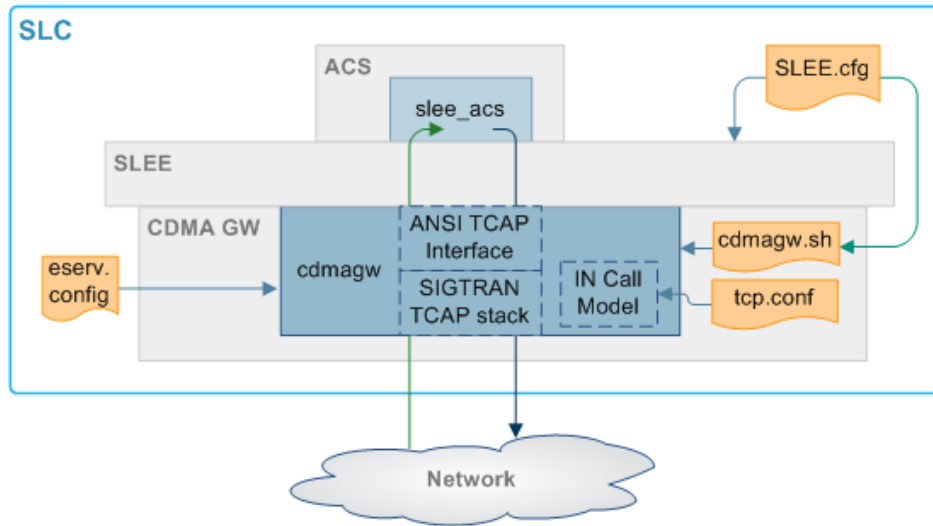 SLC
ACS
SLEE.cfg
slee_acs
SLEE
CDMA GW
ANSI TCAP
Interface
cdmagw.sh
eserv.
config
cdmagw
SIGTRAN
TCAP stack
IN Call
Model
tcp.conf
Network